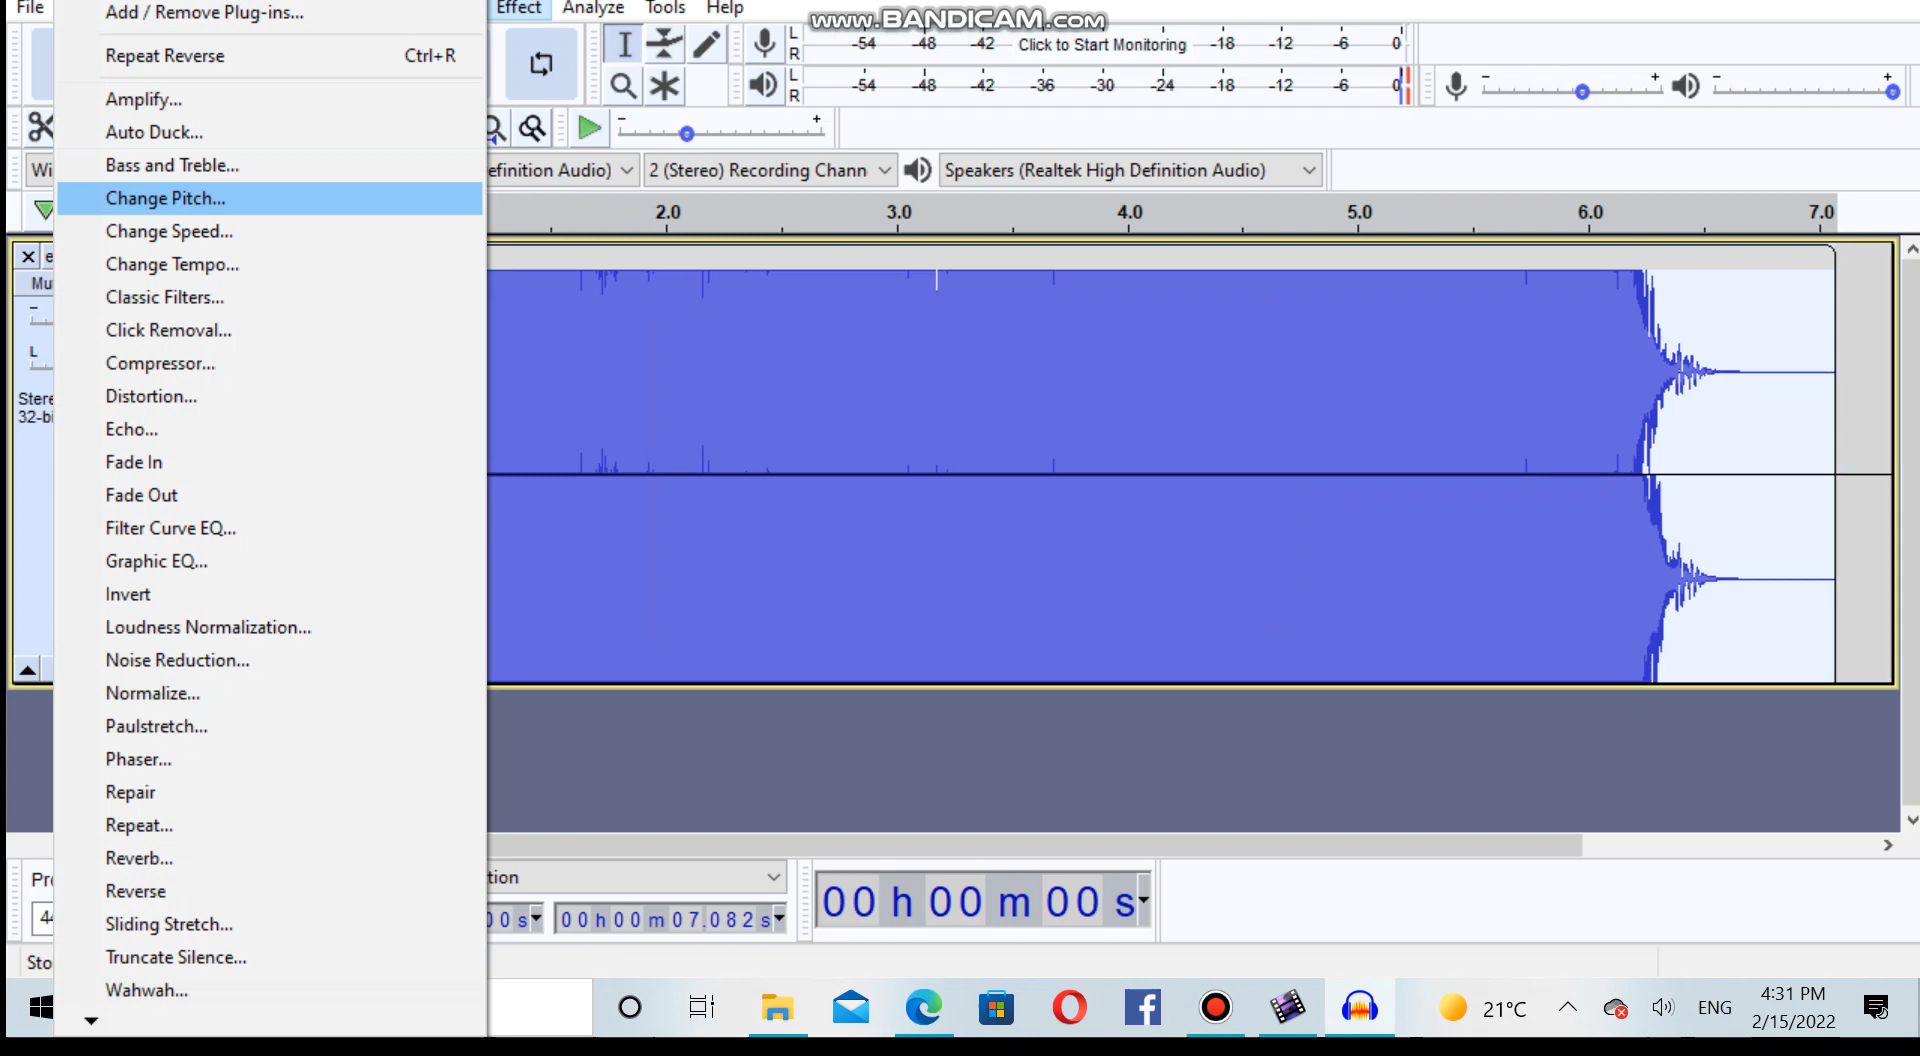 File
Effect
Analyze
Tools
Help
www.BANDICAM.com
Add / Remove Plug-ins...
Repeat Reverse Ctrl+R
Amplify...
Auto Duck...
Bass and Treble...
Change Pitch...
Change Speed...
Change Tempo...
Classic Filters...
Click Removal...
Compressor...
Distortion...
Echo...
Fade In
Fade Out
Filter Curve EQ...
Graphic EQ...
Invert
Loudness Normalization...
Noise Reduction...
Normalize...
Paulstretch...
Phaser...
Repair
Repeat...
Reverb...
Reverse
Sliding Stretch...
Truncate Silence...
Wahwah...
L
R
-54 -48 -42 Click to Start Monitoring -18 -12 -6 0
L
R
-54 -48 -42 -36 -30 -24 -18 -12 -6 0
- +
- +
- +
Wi
efinition Audio)
2 (Stereo) Recording Chann
Speakers (Realtek High Definition Audio)
2.0 3.0 4.0 5.0 6.0 7.0
e
Mu
-
L
Stere
32-bi
Pro
44
tion
00 s
00 h 00 m 07.082 s
00 h 00 m 00 s
Sto
21°C
ENG
4:31 PM
2/15/2022